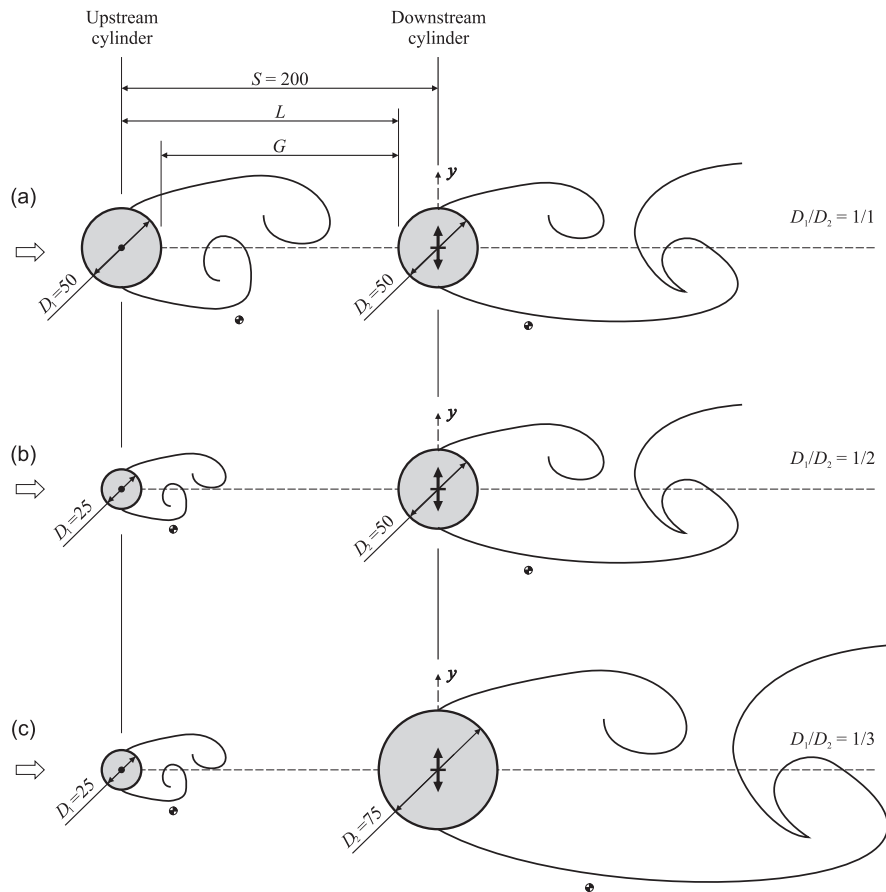 Upstream
cylinder
Downstream
cylinder
S = 200
L
G
(a)
y
D₁/D₂ = 1/1
D₁=50
D₂=50
(b)
y
D₁/D₂ = 1/2
D₁=25
D₂=50
(c)
y
D₁/D₂ = 1/3
D₁=25
D₂=75